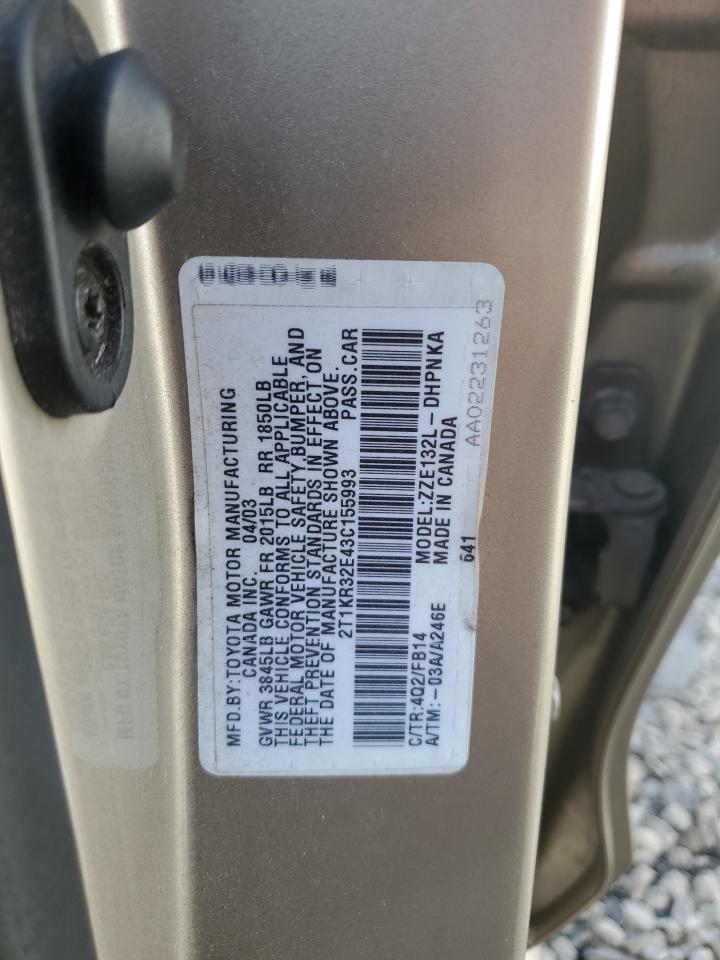 MFD.BY:TOYOTA MOTOR MANUFACTURING
CANADA INC. 04/03
GVWR 3845LB GAWR FR 2015LB RR 1850LB
THIS VEHICLE CONFORMS TO ALL APPLICABLE
FEDERAL MOTOR VEHICLE SAFETY,BUMPER, AND
THEFT PREVENTION STANDARDS IN EFFECT ON
THE DATE OF MANUFACTURE SHOWN ABOVE.
2T1KR32E43C155993 PASS.CAR
C/TR:4Q2/FB14 MODEL:ZZE132L-DHPNKA
A/TM:-03A/A246E MADE IN CANADA
641
AA02231263